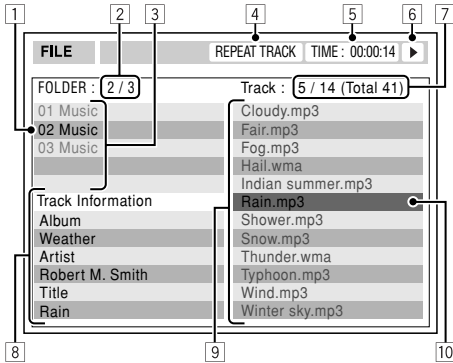 1 2 3 4 5 6 7
FILE REPEAT TRACK TIME : 00:00:14
FOLDER : 2 / 3 Track : 5 / 14 (Total 41)
01 Music
02 Music
03 Music
Track Information
Album
Weather
Artist
Robert M. Smith
Title
Rain
Cloudy.mp3
Fair.mp3
Fog.mp3
Hail.wma
Indian summer.mp3
Rain.mp3
Shower.mp3
Snow.mp3
Thunder.wma
Typhoon.mp3
Wind.mp3
Winter sky.mp3
8 9 10